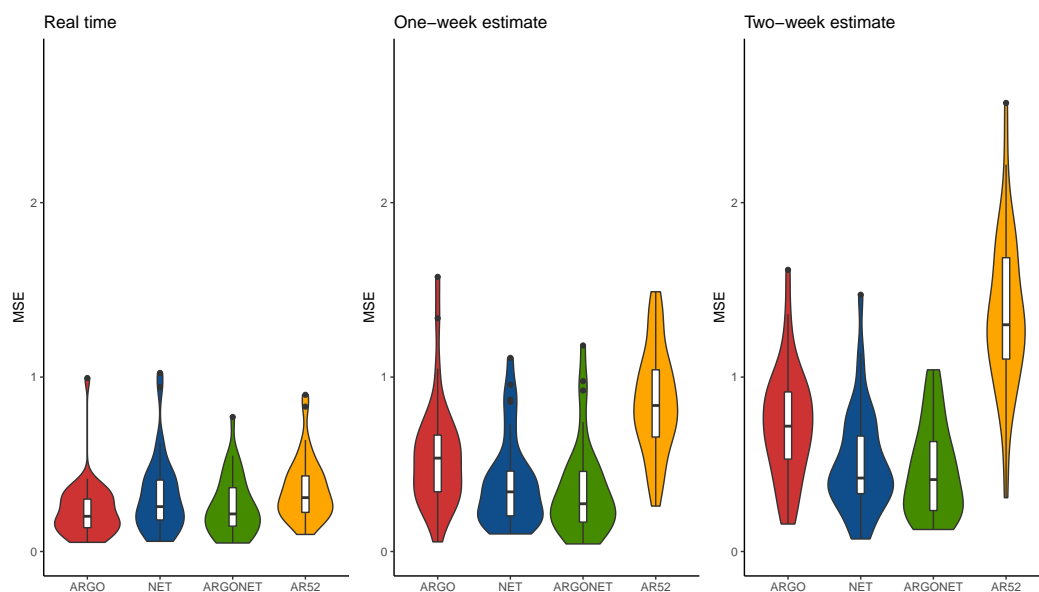 Real time
One−week estimate
Two−week estimate
MSE
2
1
0
ARGO NET ARGONET AR52
MSE
2
1
0
ARGO NET ARGONET AR52
MSE
2
1
0
ARGO NET ARGONET AR52